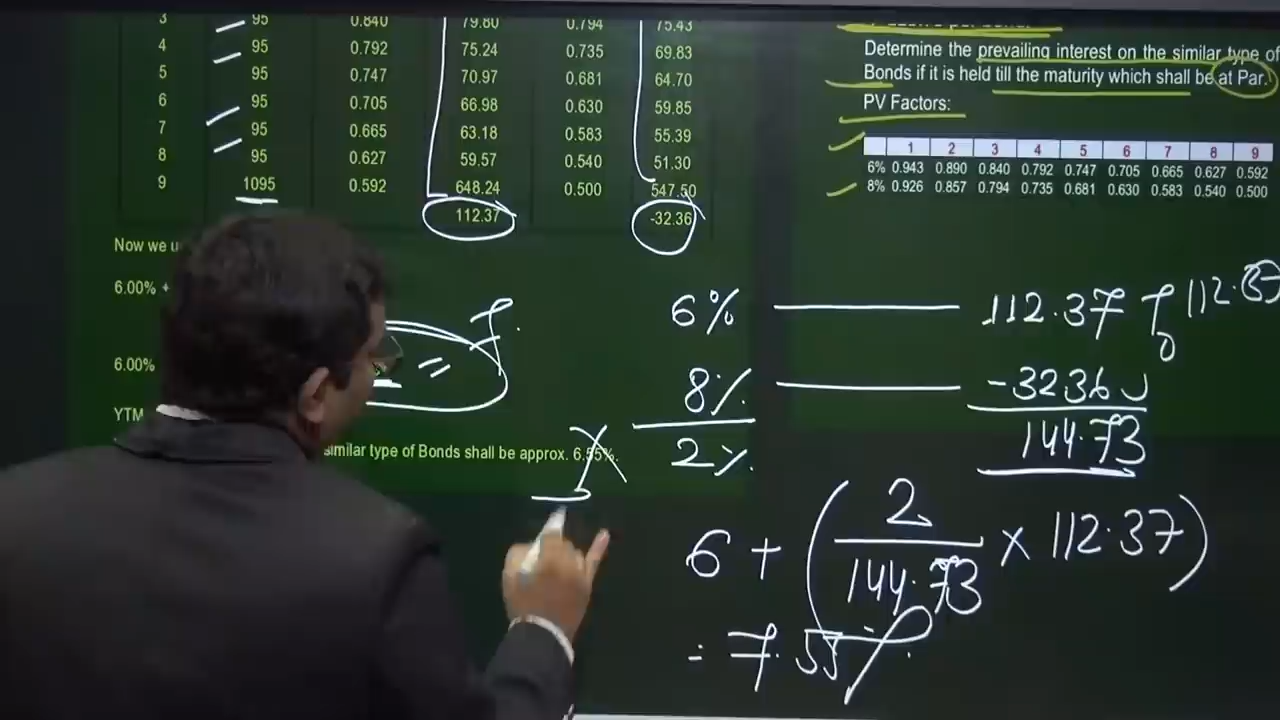 3 95 0.840 79.80 0.794 75.43
4 95 0.792 75.24 0.735 69.83
5 95 0.747 70.97 0.681 64.70
6 95 0.705 66.98 0.630 59.85
7 95 0.665 63.18 0.583 55.39
8 95 0.627 59.57 0.540 51.30
9 1095 0.592 648.24 0.500 547.50
112.37 -32.36
Now we
6.00% +
6.00%
YTM
similar type of Bonds shall be approx. 6.55%.
Determine the prevailing interest on the similar type of
Bonds if it is held till the maturity which shall be at Par.
PV Factors:
1 2 3 4 5 6 7 8 9
6% 0.943 0.890 0.840 0.792 0.747 0.705 0.665 0.627 0.592
8% 0.926 0.857 0.794 0.735 0.681 0.630 0.583 0.540 0.500
6% 112.37 0 112.37
8% -32.36
2% 144.73
6 + (2/144.73 × 112.37)
= 7.55%